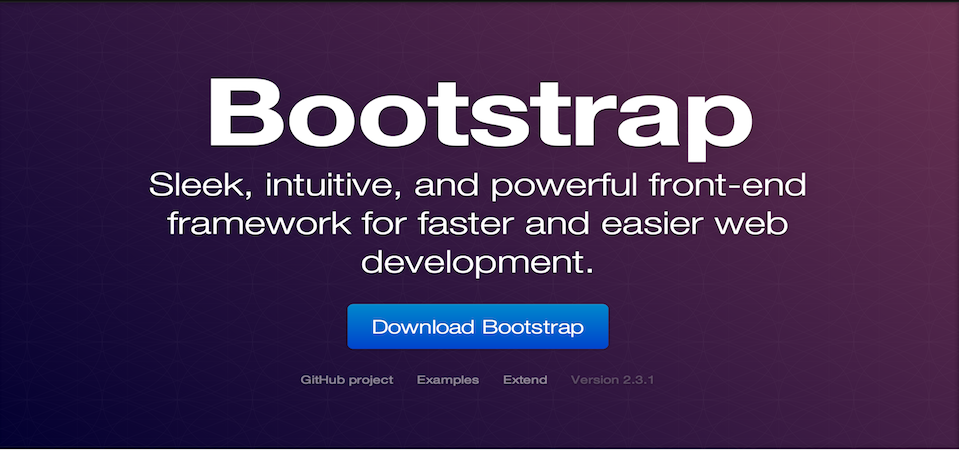 Bootstrap
Sleek, intuitive, and powerful front-end
framework for faster and easier web
development.
Download Bootstrap
GitHub project Examples Extend Version 2.3.1